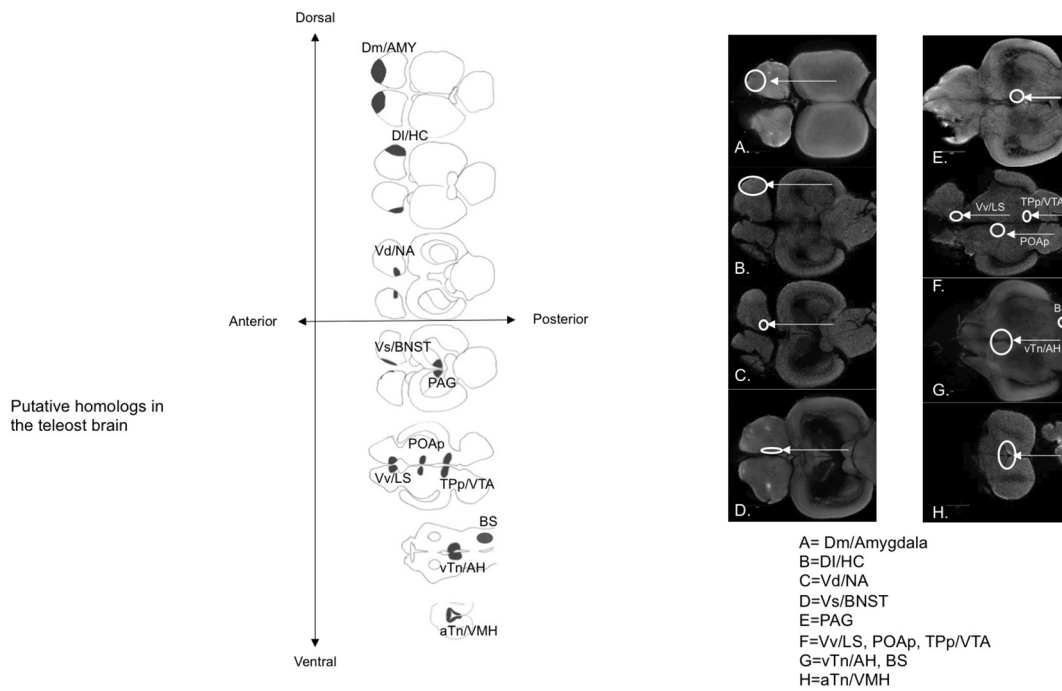 Dorsal
Dm/AMY
Dl/HC
Vd/NA
Anterior
Posterior
Vs/BNST
PAG
Putative homologs in
the teleost brain
POAp
Vv/LS
TPp/VTA
BS
vTn/AH
aTn/VMH
Ventral
A.
B.
C.
D.
E.
Vv/LS
TPp/VTA
POAp
F.
B
vTn/AH
G.
H.
A= Dm/Amygdala
B=Dl/HC
C=Vd/NA
D=Vs/BNST
E=PAG
F=Vv/LS, POAp, TPp/VTA
G=vTn/AH, BS
H=aTn/VMH